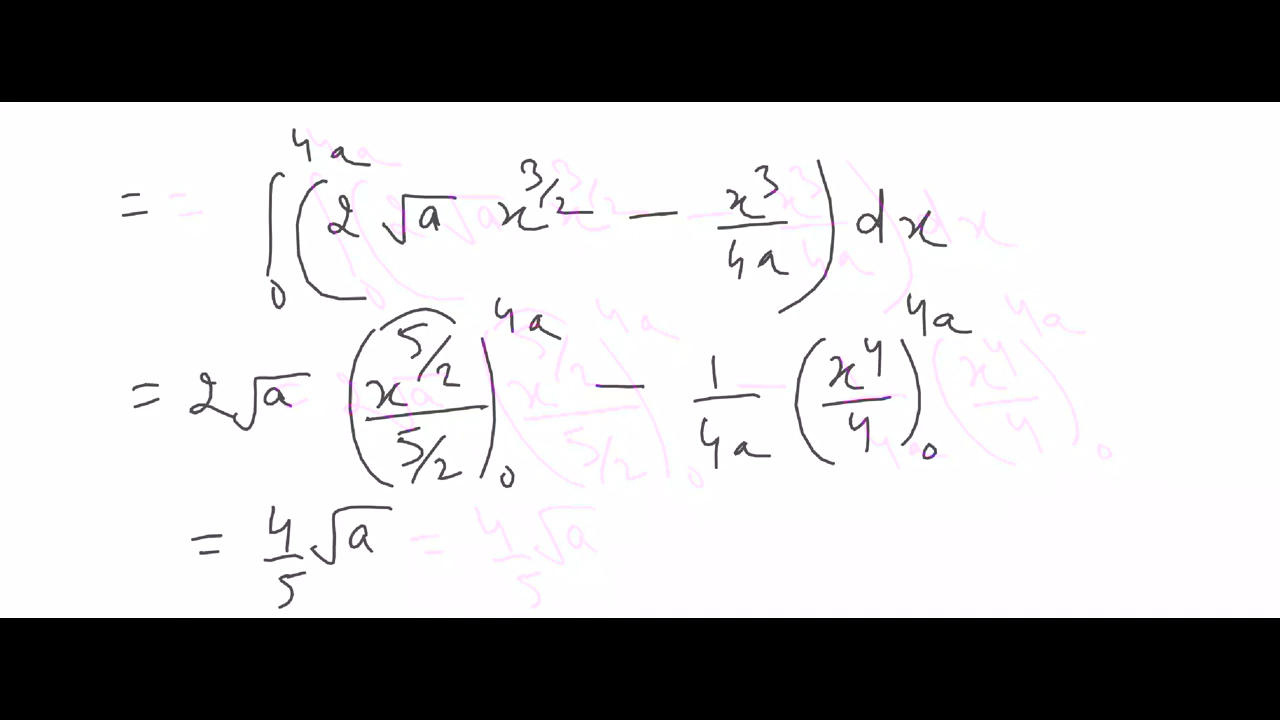 = ∫₀^{4a} (2 √a x^{3/2} − x³/4a) dx
= 2√a (x^{5/2}/5/2)₀^{4a} − 1/4a (x⁴/4)₀^{4a}
= 4/5 √a